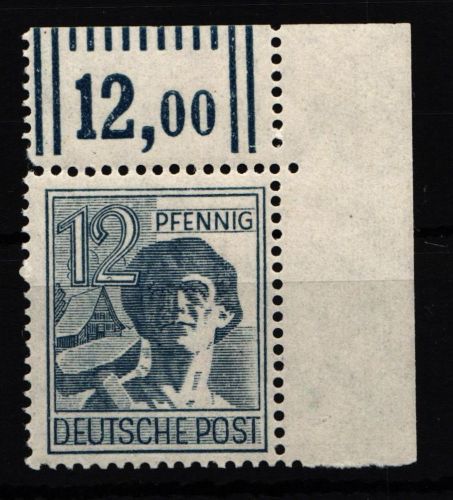 12,00
12 PFENNIG
DEUTSCHE POST